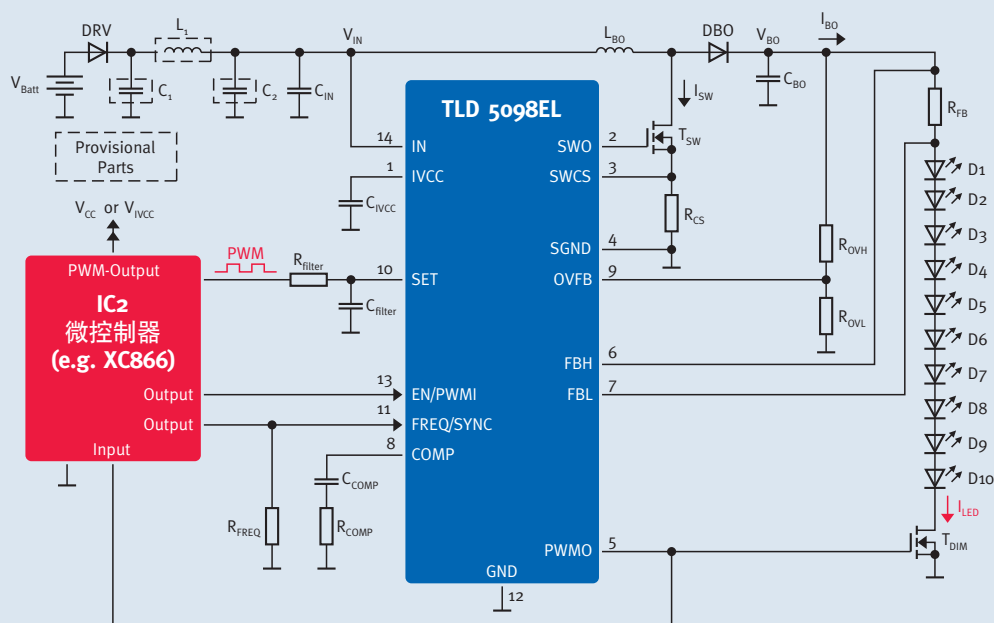 DRV
L1
VIN
LBO
DBO
VBO
IBO
VBatt
C1
C2
CIN
ISW
CBO
RFB
Provisional
Parts
TLD 5098EL
TSW
14
IN
SWO
2
1
IVCC
SWCS
3
CIVCC
RCS
D1
D2
D3
D4
D5
D6
D7
D8
D9
D10
VCC or VIVCC
SGND
4
ROVH
PWM-Output
PWM
Rfilter
10
SET
OVFB
9
Cfilter
ROVL
IC2
微控制器
(e.g. XC866)
FBH
6
Output
13
EN/PWMI
FBL
7
Output
11
FREQ/SYNC
Input
8
COMP
CCOMP
RFREQ
RCOMP
ILED
PWMO
5
TDIM
GND
12